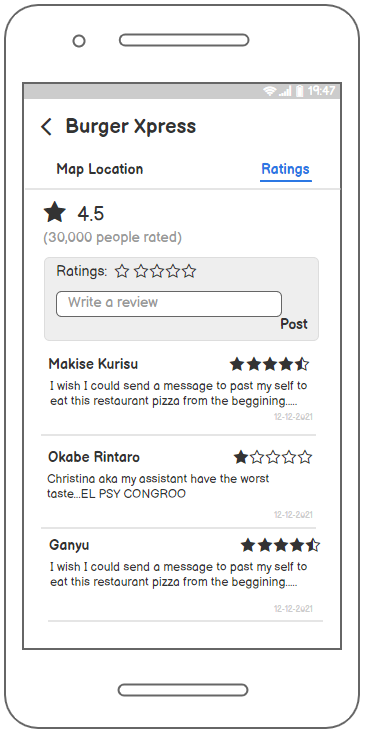 19:47
Burger Xpress
Map Location Ratings
4.5
(30,000 people rated)
Ratings:
Write a review
Post
Makise Kurisu
I wish I could send a message to past my self to
eat this restaurant pizza from the beggining.....
12-12-2021
Okabe Rintaro
Christina aka my assistant have the worst
taste...EL PSY CONGROO
12-12-2021
Ganyu
I wish I could send a message to past my self to
eat this restaurant pizza from the beggining.....
12-12-2021